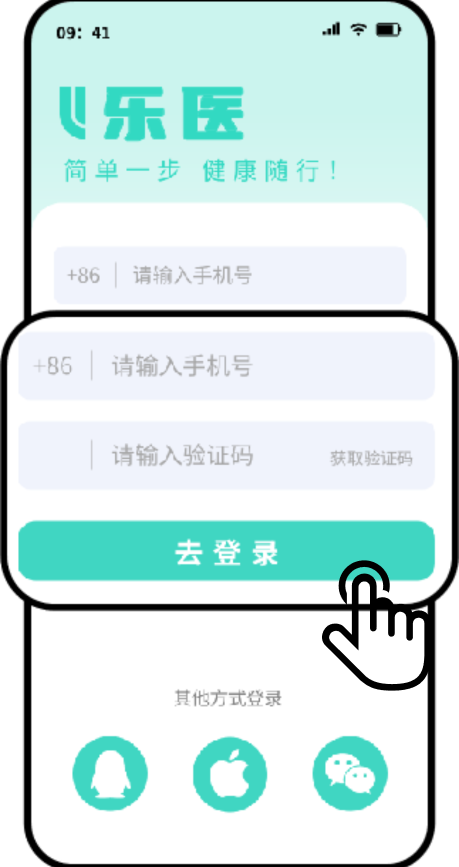 09: 41
乐医
简单一步 健康随行！
+86 请输入手机号
+86 请输入手机号
请输入验证码 获取验证码
去登录
其他方式登录